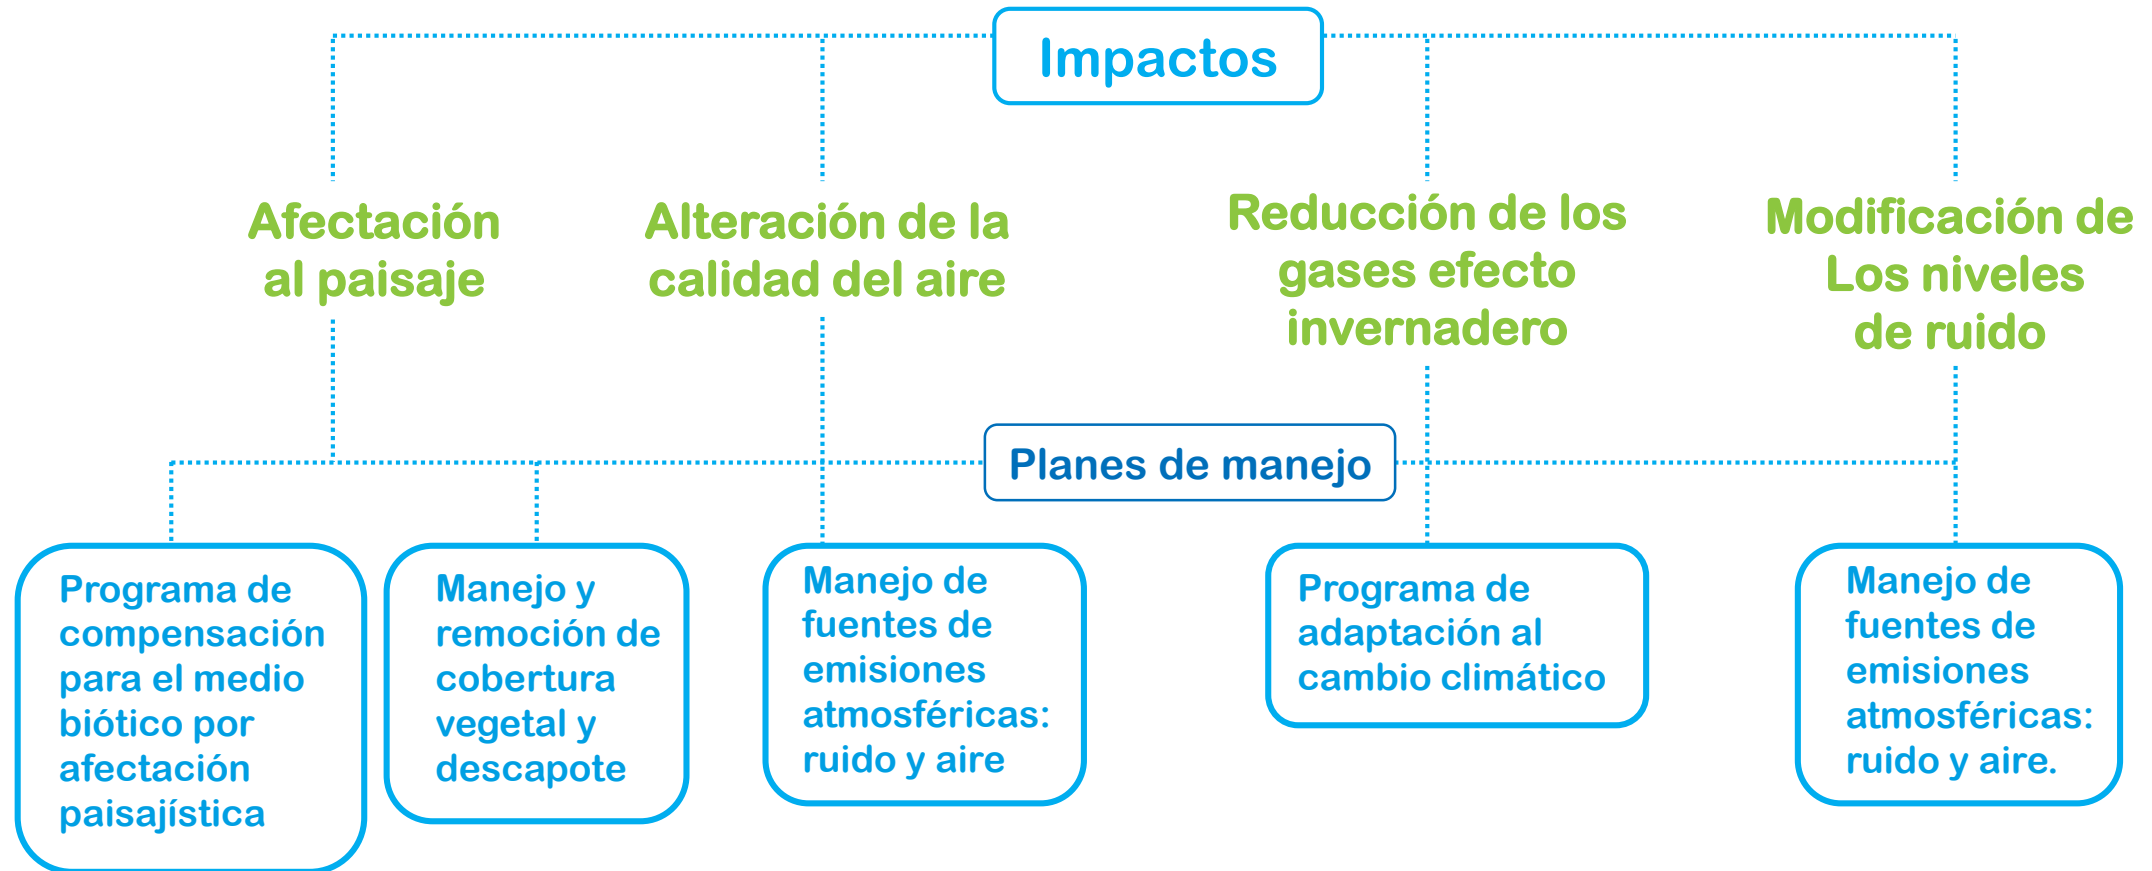 Impactos
Afectación
al paisaje
Alteración de la
calidad del aire
Reducción de los
gases efecto
invernadero
Modificación de
Los niveles
de ruido
Planes de manejo
Programa de
compensación
para el medio
biótico por
afectación
paisajística
Manejo y
remoción de
cobertura
vegetal y
descapote
Manejo de
fuentes de
emisiones
atmosféricas:
ruido y aire
Programa de
adaptación al
cambio climático
Manejo de
fuentes de
emisiones
atmosféricas:
ruido y aire.